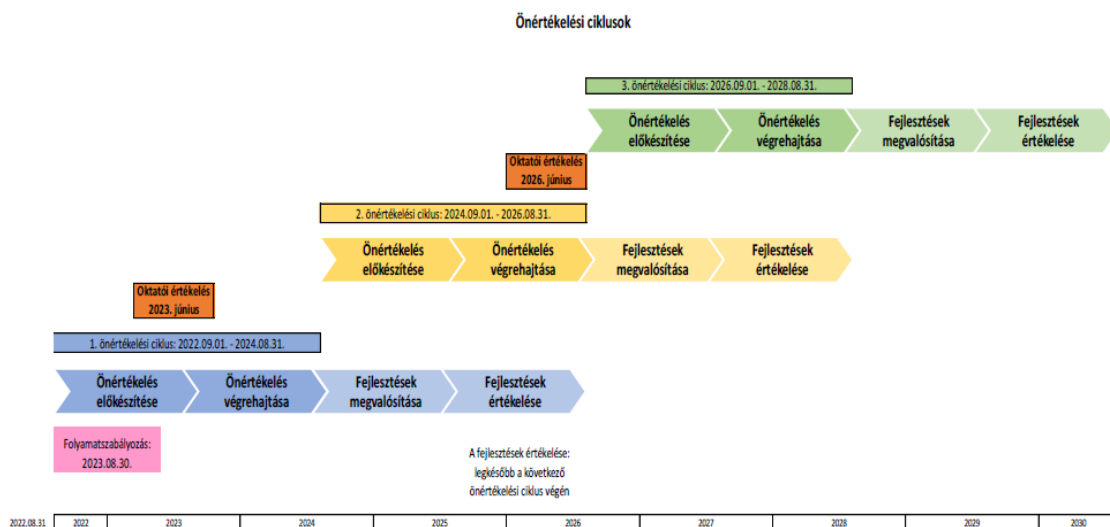 Önértékelési ciklusok
3. önértékelési ciklus: 2026.09.01. - 2028.08.31.
Önértékelés
előkészítése
Önértékelés
végrehajtása
Fejlesztések
megvalósítása
Fejlesztések
értékelése
Oktatói értékelés
2026. június
2. önértékelési ciklus: 2024.09.01. - 2026.08.31.
Önértékelés
előkészítése
Önértékelés
végrehajtása
Fejlesztések
megvalósítása
Fejlesztések
értékelése
Oktatói értékelés
2023. június
1. önértékelési ciklus: 2022.09.01. - 2024.08.31.
Önértékelés
előkészítése
Önértékelés
végrehajtása
Fejlesztések
megvalósítása
Fejlesztések
értékelése
Folyamatszabályozás:
2023.08.30.
A fejlesztések értékelése:
legkésőbb a következő
önértékelési ciklus végén
2022.08.31 2022 2023 2024 2025 2026 2027 2028 2029 2030